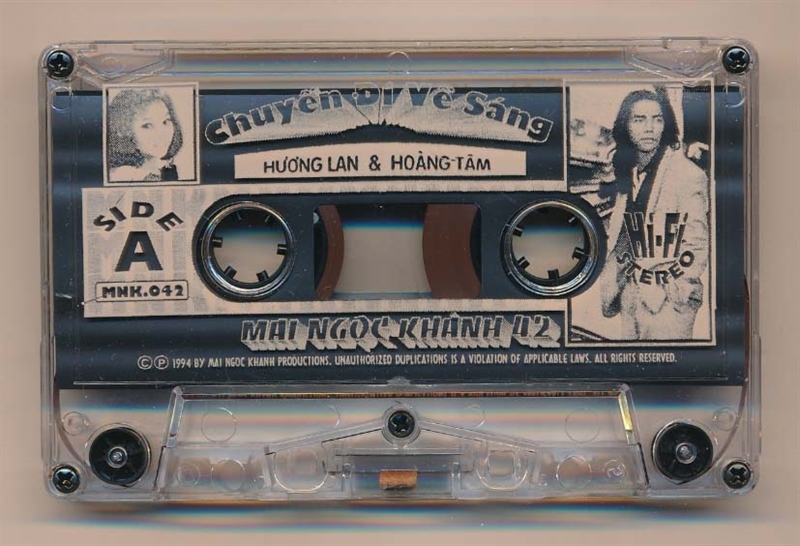 Chuyến Đi Về Sáng
HƯƠNG LAN & HOÀNG TÂM
SIDE
A
MNK.042
Hi-Fi
STEREO
MAI NGỌC KHÁNH 42
© ℗ 1994 BY MAI NGOC KHANH PRODUCTIONS. UNAUTHORIZED DUPLICATIONS IS A VIOLATION OF APPLICABLE LAWS. ALL RIGHTS RESERVED.